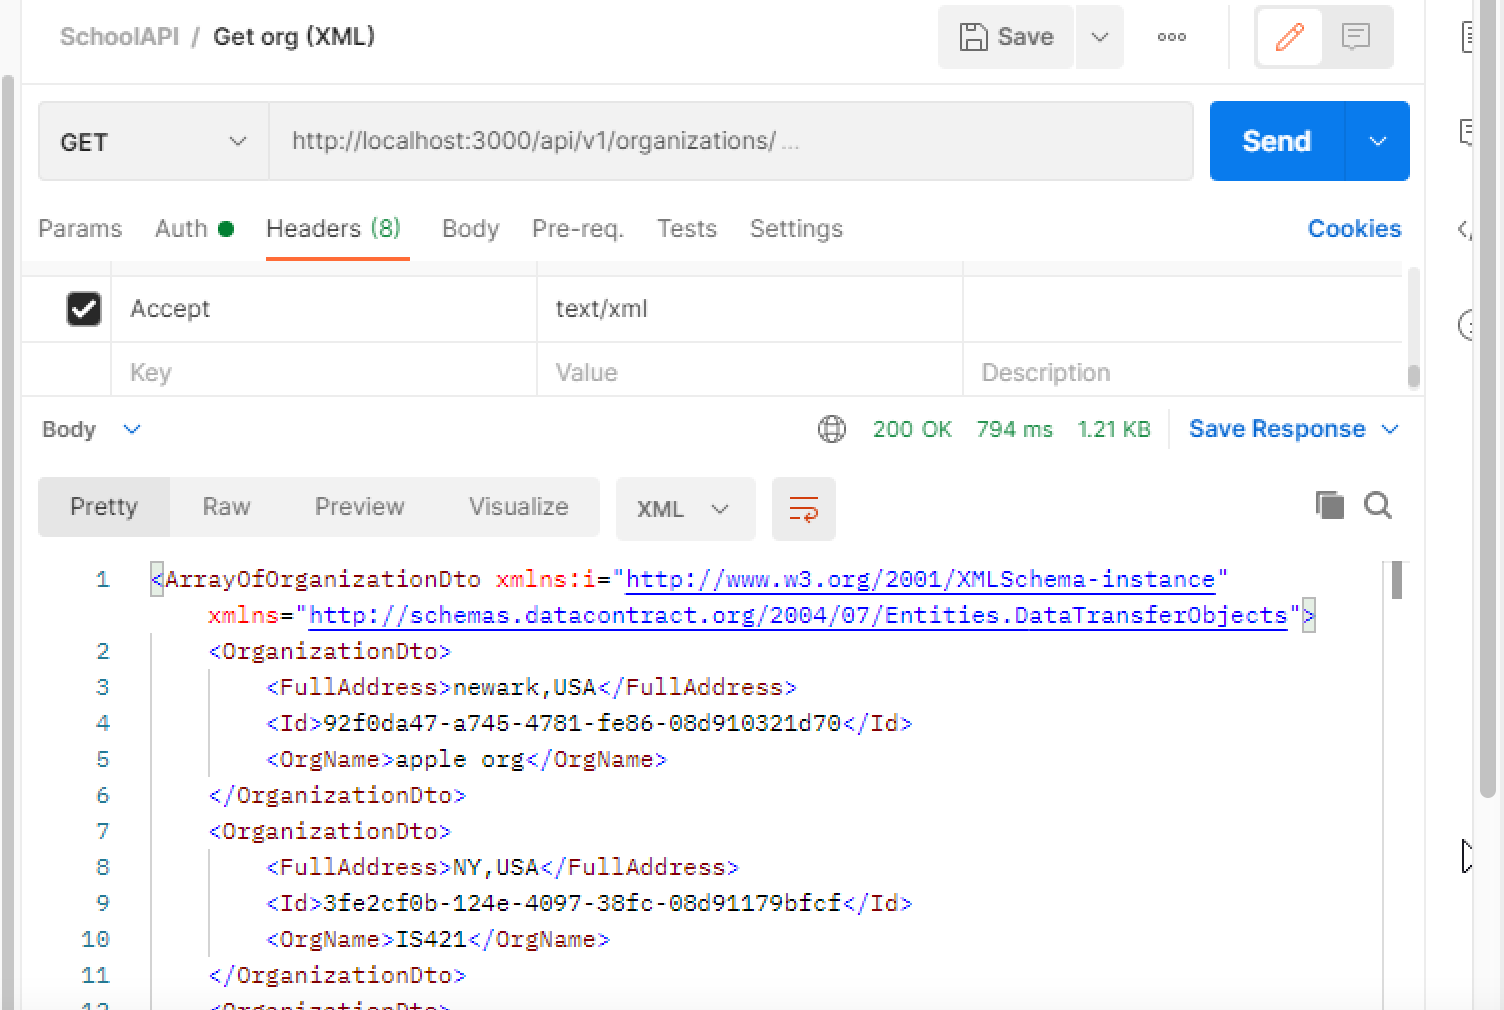 SchoolAPI / Get org (XML)
Save
GET
http://localhost:3000/api/v1/organizations/ ...
Send
Params Auth Headers (8) Body Pre-req. Tests Settings Cookies
Accept text/xml
Key Value Description
Body 200 OK 794 ms 1.21 KB Save Response
Pretty Raw Preview Visualize XML
1 <ArrayOfOrganizationDto xmlns:i="http://www.w3.org/2001/XMLSchema-instance"
xmlns="http://schemas.datacontract.org/2004/07/Entities.DataTransferObjects">
2 <OrganizationDto>
3 <FullAddress>newark,USA</FullAddress>
4 <Id>92f0da47-a745-4781-fe86-08d910321d70</Id>
5 <OrgName>apple org</OrgName>
6 </OrganizationDto>
7 <OrganizationDto>
8 <FullAddress>NY,USA</FullAddress>
9 <Id>3fe2cf0b-124e-4097-38fc-08d91179bfcf</Id>
10 <OrgName>IS421</OrgName>
11 </OrganizationDto>
12 <OrganizationDto>